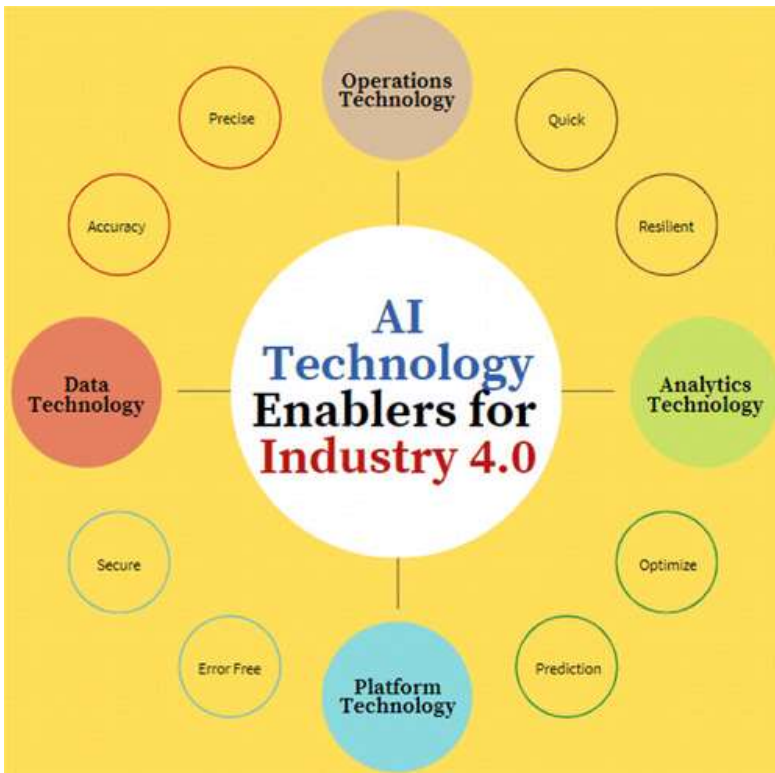 Operations
Technology
Precise
Quick
Accuracy
Resilient
AI
Technology
Enablers for
Industry 4.0
Data
Technology
Analytics
Technology
Secure
Optimize
Error Free
Prediction
Platform
Technology